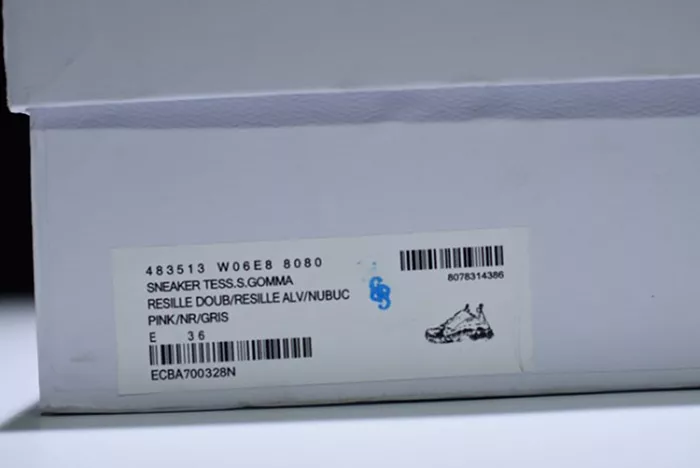 483513 W06E8 8080
SNEAKER TESS.S.GOMMA
RESILLE DOUB/RESILLE ALV/NUBUC
PINK/NR/GRIS
E 36
ECBA700328N
8078314386